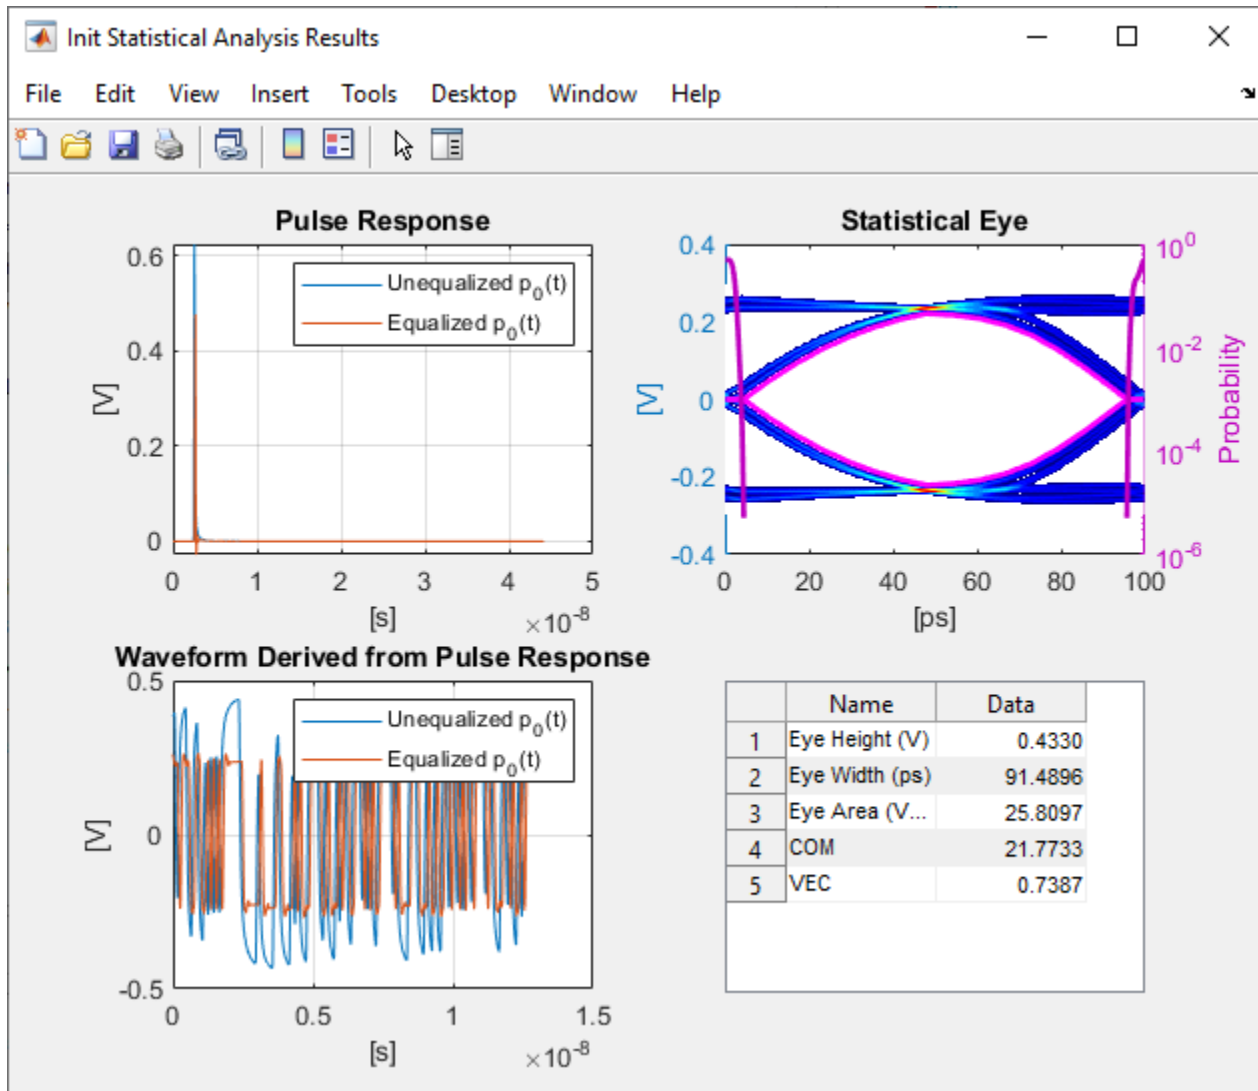 Init Statistical Analysis Results
File Edit View Insert Tools Desktop Window Help
Pulse Response
Unequalized p₀(t)
Equalized p₀(t)
0.6
0.4
0.2
0
[V]
0 1 2 3 4 5
[s]
×10⁻⁸
Statistical Eye
0.4
0.2
0
-0.2
-0.4
[V]
10⁰
10⁻²
10⁻⁴
10⁻⁶
Probability
0 20 40 60 80 100
[ps]
Waveform Derived from Pulse Response
Unequalized p₀(t)
Equalized p₀(t)
0.5
0
-0.5
[V]
0 0.5 1 1.5
[s]
×10⁻⁸
Name Data
1 Eye Height (V) 0.4330
2 Eye Width (ps) 91.4896
3 Eye Area (V... 25.8097
4 COM 21.7733
5 VEC 0.7387